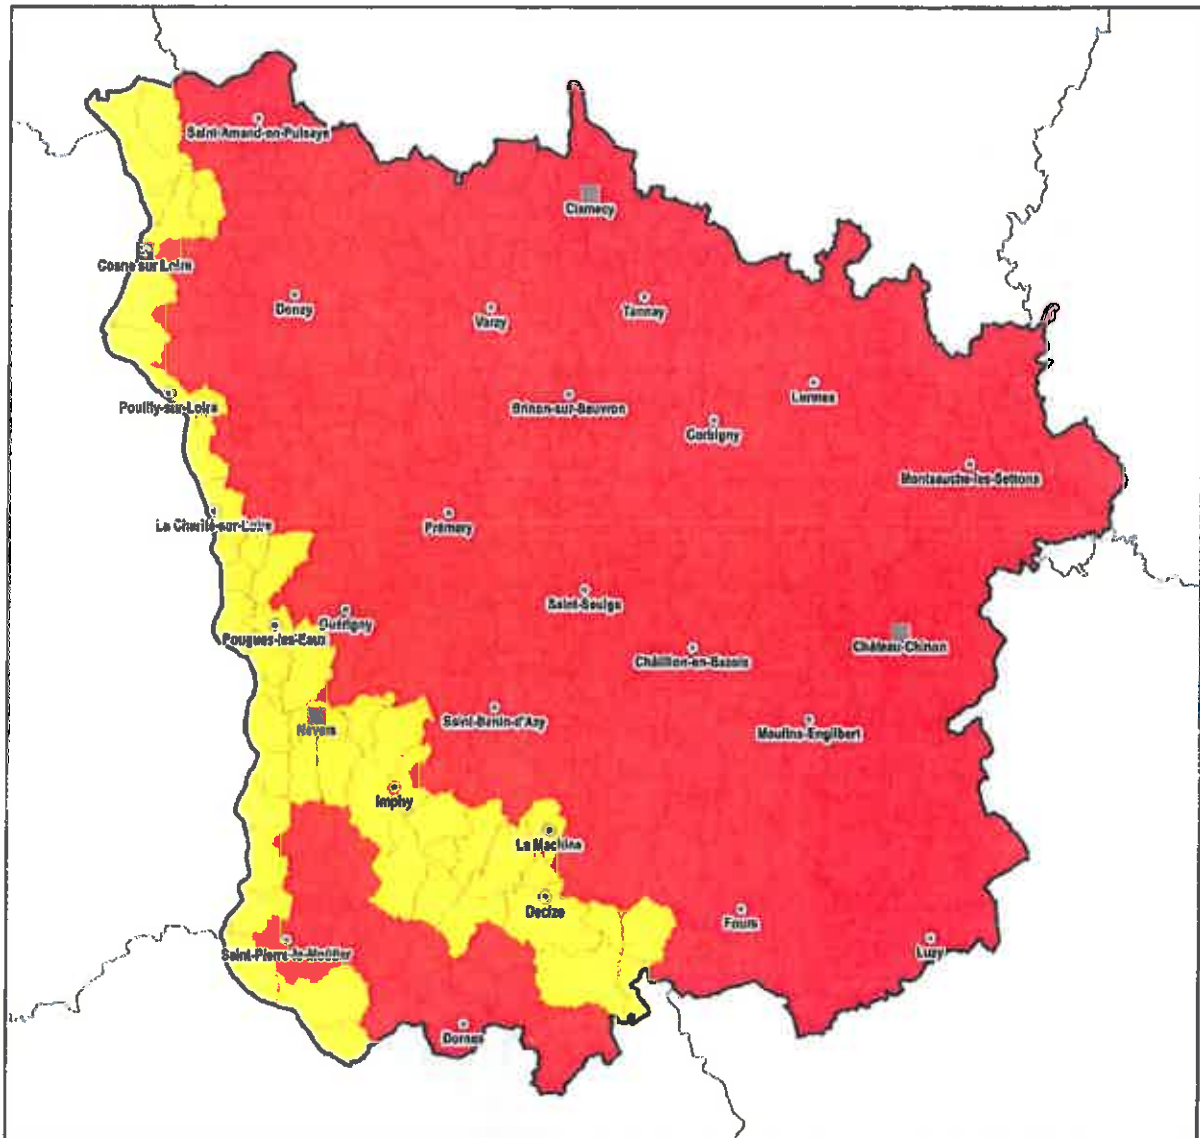 Saint-Amand-en-Puisaye
Clamecy
Cosne sur Loire
Donzy
Varzy
Tannay
Pouilly-sur-Loire
Brinon-sur-Beuvron
Lormes
Corbigny
Montsauche-les-Settons
La Charité-sur-Loire
Prémery
Saint-Saulge
Guérigny
Pougues-les-Eaux
Châtillon-en-Bazois
Château-Chinon
Saint-Benin-d'Azy
Nevers
Moulins-Engilbert
Imphy
La Machine
Decize
Fours
Saint-Pierre-le-Moûtier
Luzy
Dornes